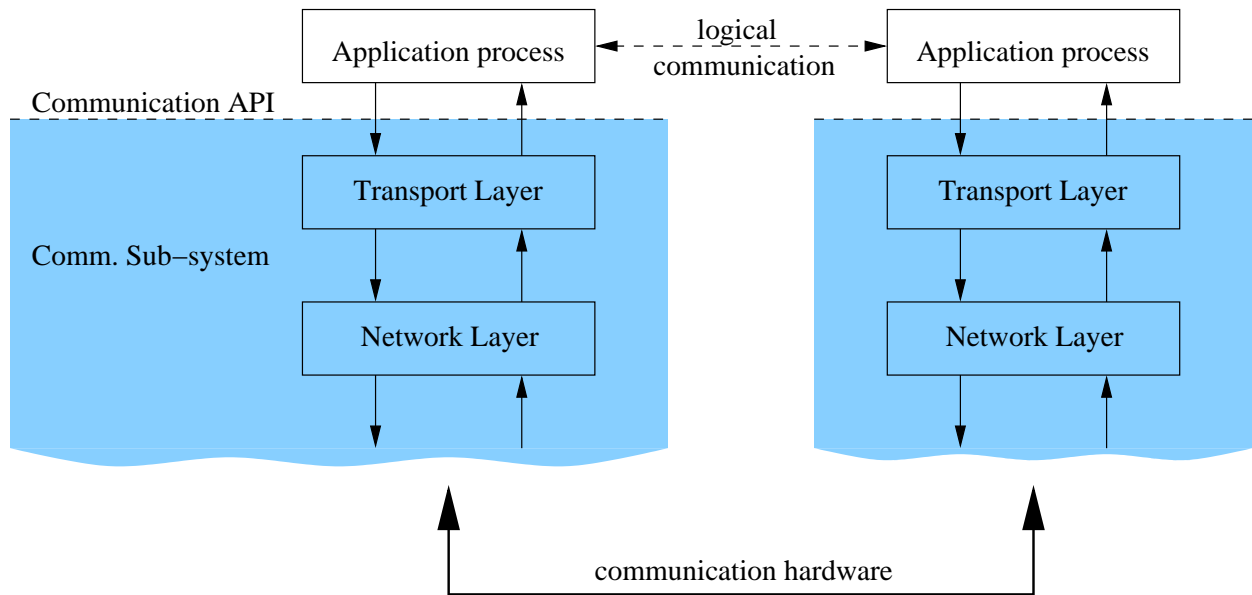 logical
Application process
Application process
communication
Communication API
Transport Layer
Transport Layer
Comm. Sub−system
Network Layer
Network Layer
communication hardware